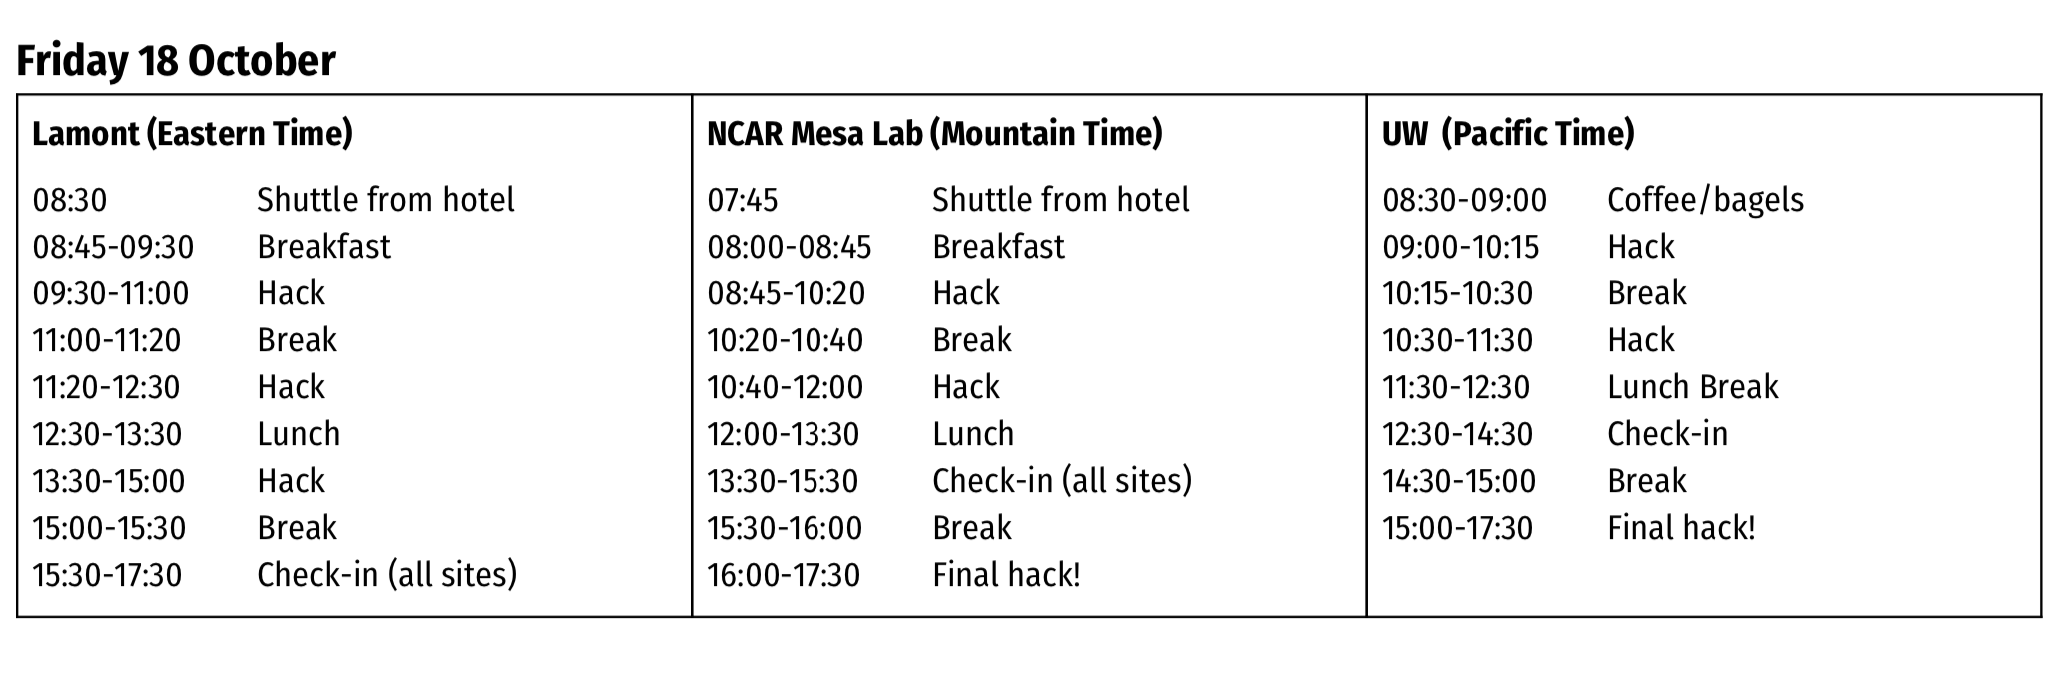 Friday 18 October
Lamont (Eastern Time)
08:30 Shuttle from hotel
08:45-09:30 Breakfast
09:30-11:00 Hack
11:00-11:20 Break
11:20-12:30 Hack
12:30-13:30 Lunch
13:30-15:00 Hack
15:00-15:30 Break
15:30-17:30 Check-in (all sites)
NCAR Mesa Lab (Mountain Time)
07:45 Shuttle from hotel
08:00-08:45 Breakfast
08:45-10:20 Hack
10:20-10:40 Break
10:40-12:00 Hack
12:00-13:30 Lunch
13:30-15:30 Check-in (all sites)
15:30-16:00 Break
16:00-17:30 Final hack!
UW (Pacific Time)
08:30-09:00 Coffee/bagels
09:00-10:15 Hack
10:15-10:30 Break
10:30-11:30 Hack
11:30-12:30 Lunch Break
12:30-14:30 Check-in
14:30-15:00 Break
15:00-17:30 Final hack!